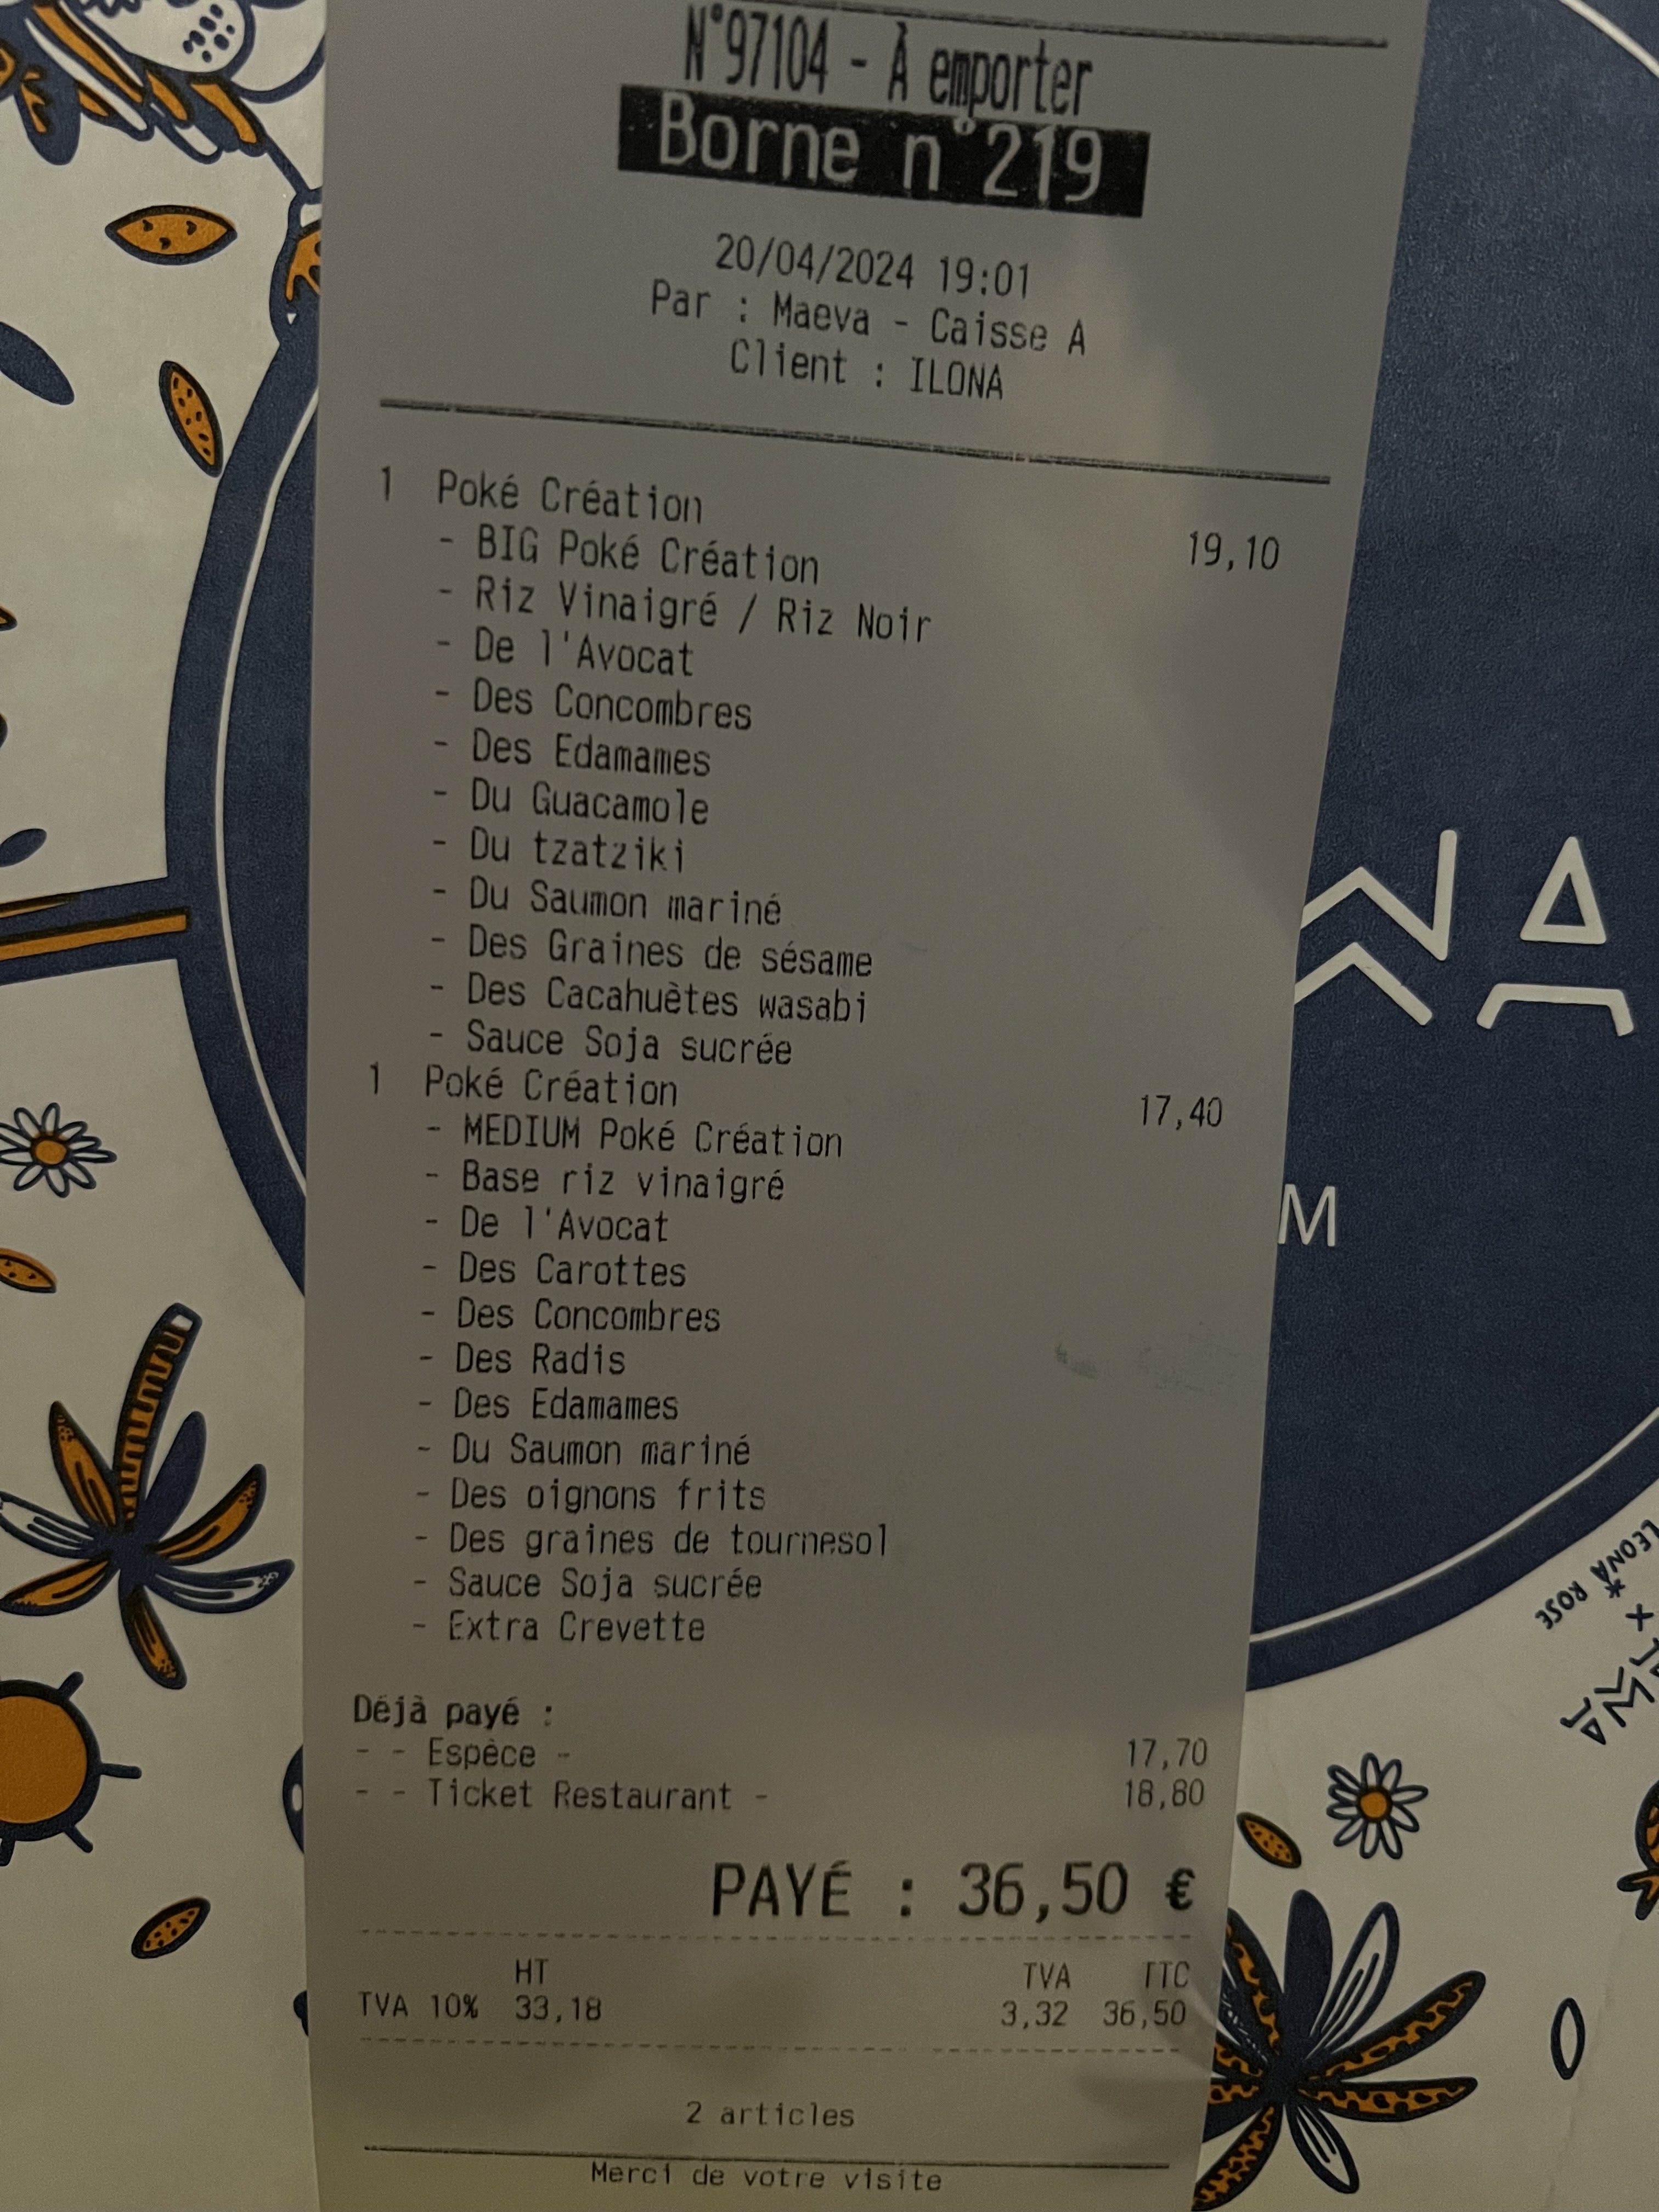 N°97104 - À emporter
Borne n°219
20/04/2024 19:01
Par : Maeva - Caisse A
Client : ILONA
1 Poké Création 19,10
- BIG Poké Création
- Riz Vinaigré / Riz Noir
- De l'Avocat
- Des Concombres
- Des Edamames
- Du Guacamole
- Du tzatziki
- Du Saumon mariné
- Des Graines de sésame
- Des Cacahuètes wasabi
- Sauce Soja sucrée
1 Poké Création 17,40
- MEDIUM Poké Création
- Base riz vinaigré
- De l'Avocat
- Des Carottes
- Des Concombres
- Des Radis
- Des Edamames
- Du Saumon mariné
- Des oignons frits
- Des graines de tournesol
- Sauce Soja sucrée
- Extra Crevette
Déjà payé :
- - Espèce - 17,70
- - Ticket Restaurant - 18,80
PAYÉ : 36,50 €
HT TVA TTC
TVA 10% 33,18 3,32 36,50
2 articles
Merci de votre visite
M
LEONA ROSE